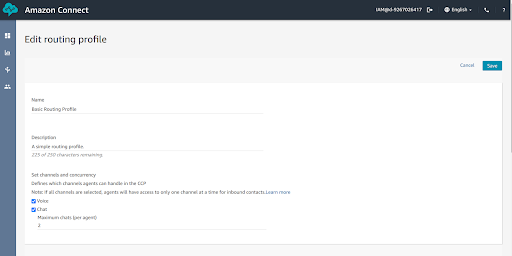 Amazon Connect
IAM@d-9267026417
English
?
Edit routing profile
Cancel
Save
Name
Basic Routing Profile
Description
A simple routing profile.
225 of 250 characters remaining.
Set channels and concurrency
Defines which channels agents can handle in the CCP
Note: If all channels are selected, agents will have access to only one channel at a time for inbound contacts.Learn more
Voice
Chat
Maximum chats (per agent)
2